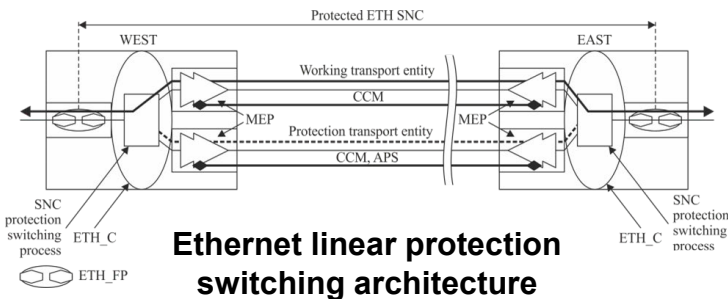 Protected ETH SNC
WEST
EAST
Working transport entity
CCM
MEP
MEP
Protection transport entity
CCM, APS
SNC
protection
switching
process
ETH_C
ETH_C
SNC
protection
switching
process
ETH_FP
Ethernet linear protection
switching architecture